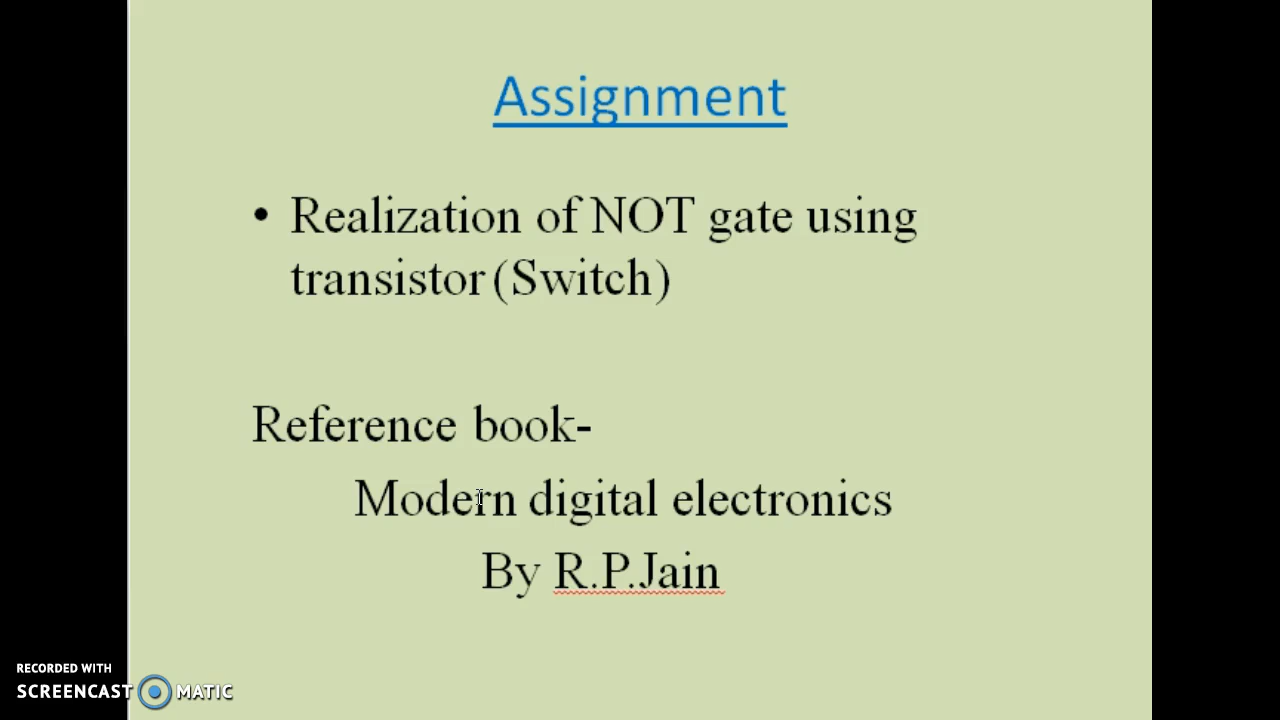 Assignment
• Realization of NOT gate using
transistor(Switch)
Reference book-
Modern digital electronics
By R.P.Jain
RECORDED WITH
SCREENCAST MATIC